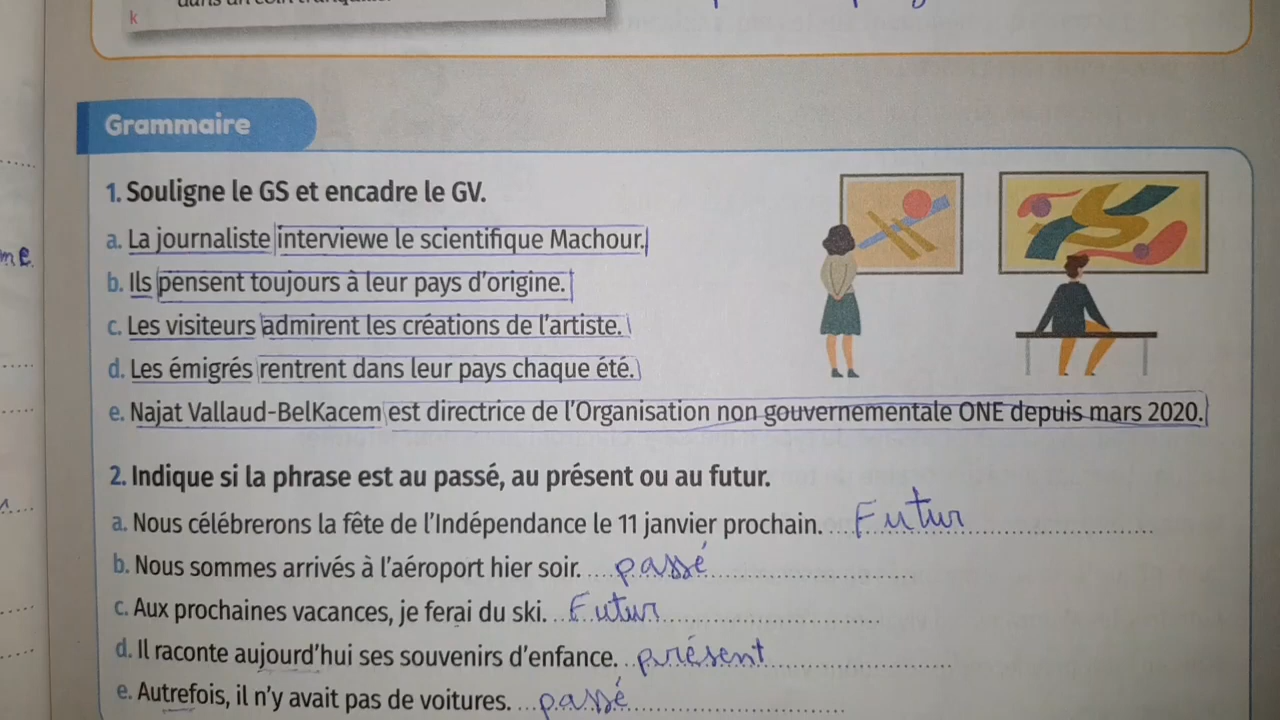 k
Grammaire
1. Souligne le GS et encadre le GV.
a. La journaliste interviewe le scientifique Machour.
b. Ils pensent toujours à leur pays d'origine.
c. Les visiteurs admirent les créations de l'artiste.
d. Les émigrés rentrent dans leur pays chaque été.
e. Najat Vallaud-BelKacem est directrice de l'Organisation non gouvernementale ONE depuis mars 2020.
2. Indique si la phrase est au passé, au présent ou au futur.
a. Nous célébrerons la fête de l'Indépendance le 11 janvier prochain. Futur
b. Nous sommes arrivés à l'aéroport hier soir. passé
c. Aux prochaines vacances, je ferai du ski. Futur
d. Il raconte aujourd'hui ses souvenirs d'enfance. présent
e. Autrefois, il n'y avait pas de voitures. passé